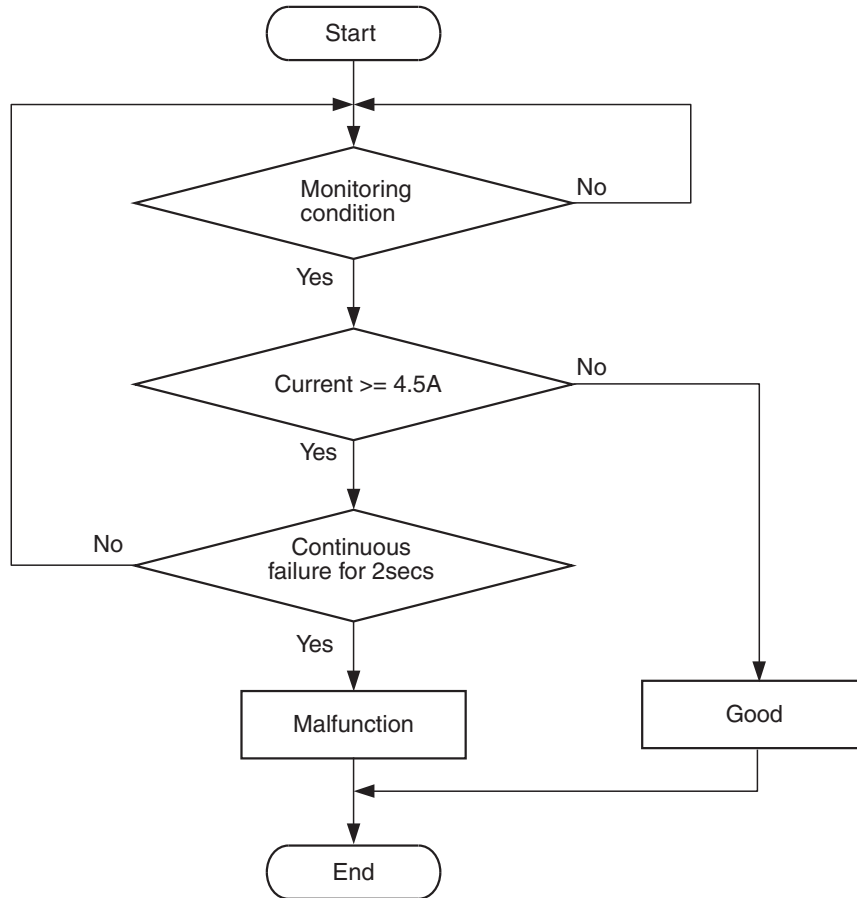 Start
Monitoring
condition
No
Yes
Current >= 4.5A
No
Yes
Continuous
failure for 2secs
No
Yes
Malfunction
Good
End